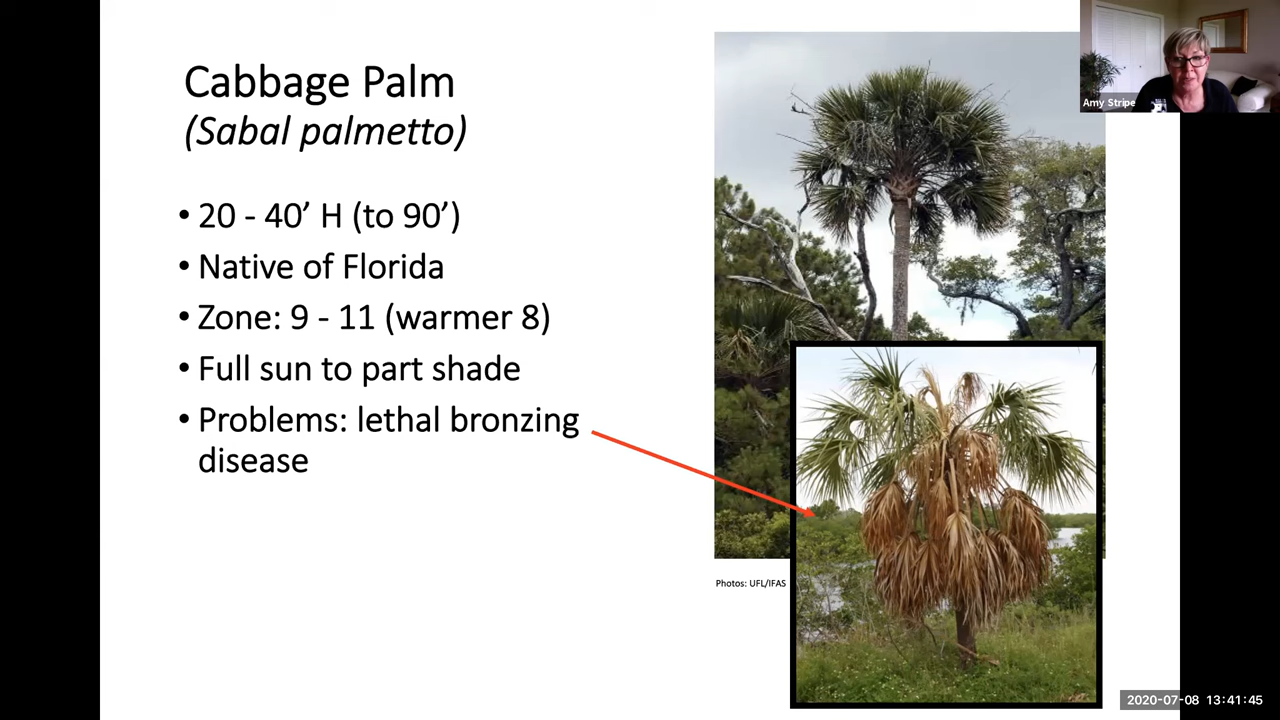 Cabbage Palm
(Sabal palmetto)
• 20 - 40’ H (to 90’)
• Native of Florida
• Zone: 9 - 11 (warmer 8)
• Full sun to part shade
• Problems: lethal bronzing
disease
Photos: UFL/IFAS
Amy Stripe
2020-07-08 13:41:45